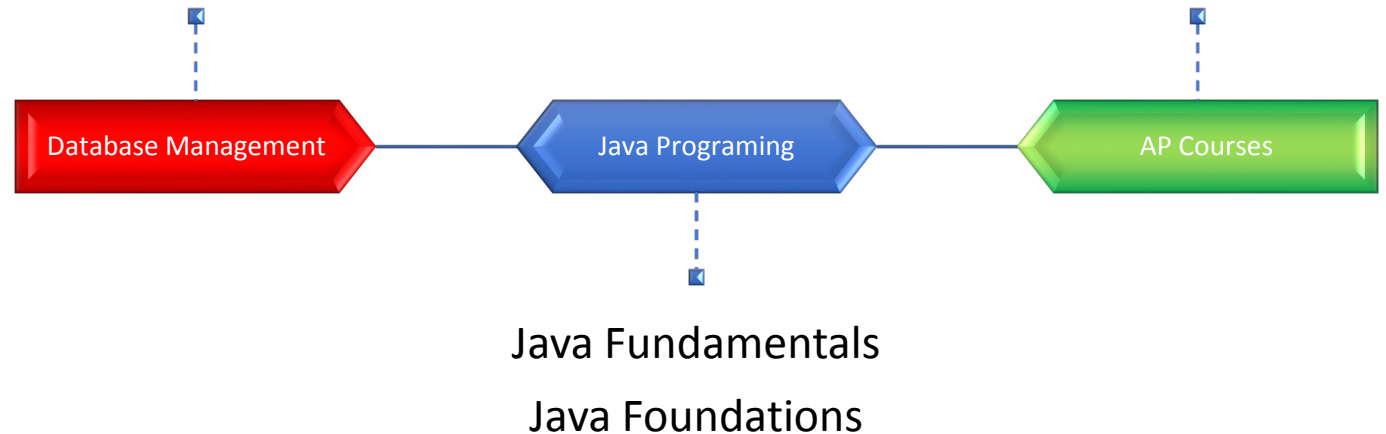 Database Management
Java Programing
AP Courses
Java Fundamentals
Java Foundations